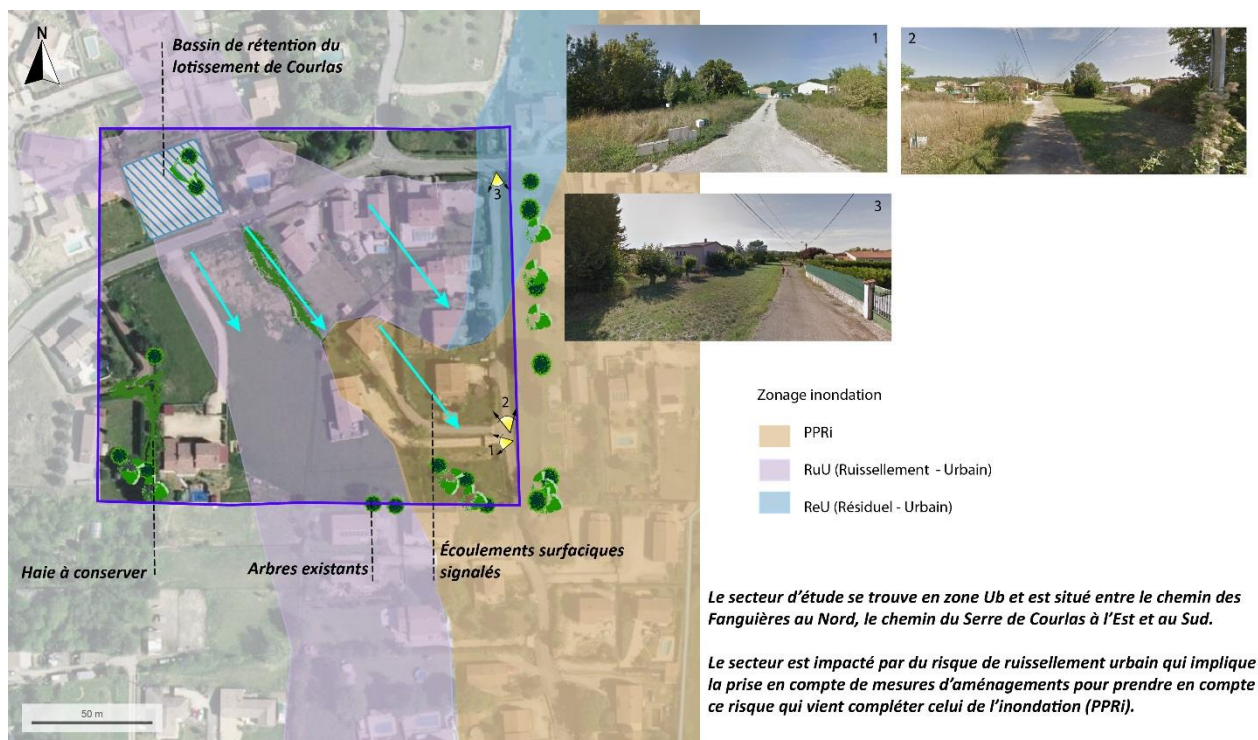 N
Bassin de rétention du
lotissement de Courlas
3
2
1
Haie à conserver
Arbres existants
Écoulements surfaciques
signalés
50 m
1
2
3
Zonage inondation
PPRi
RuU (Ruissellement - Urbain)
ReU (Résiduel - Urbain)
Le secteur d'étude se trouve en zone Ub et est situé entre le chemin des
Fanguières au Nord, le chemin du Serre de Courlas à l'Est et au Sud.
Le secteur est impacté par du risque de ruissellement urbain qui implique
la prise en compte de mesures d'aménagements pour prendre en compte
ce risque qui vient compléter celui de l'inondation (PPRi).